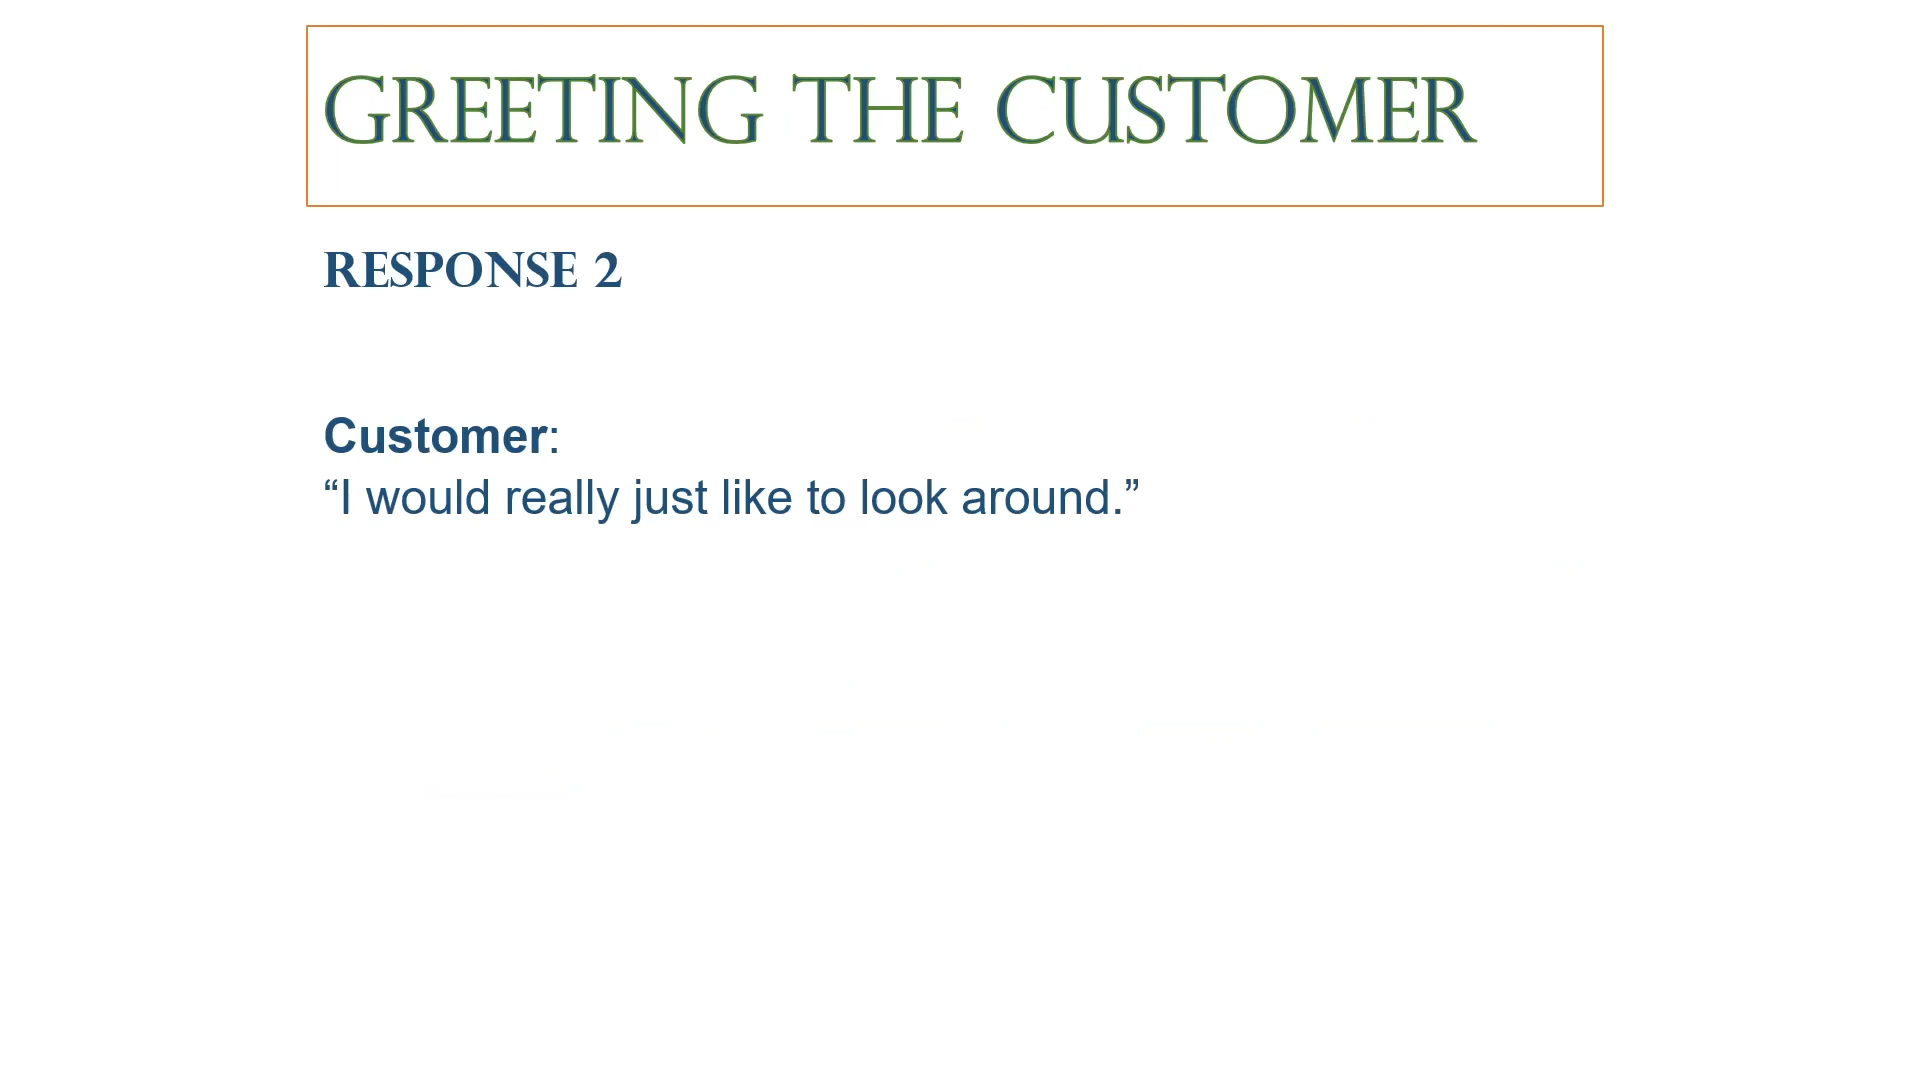 GREETING THE CUSTOMER
RESPONSE 2
Customer:
“I would really just like to look around.”